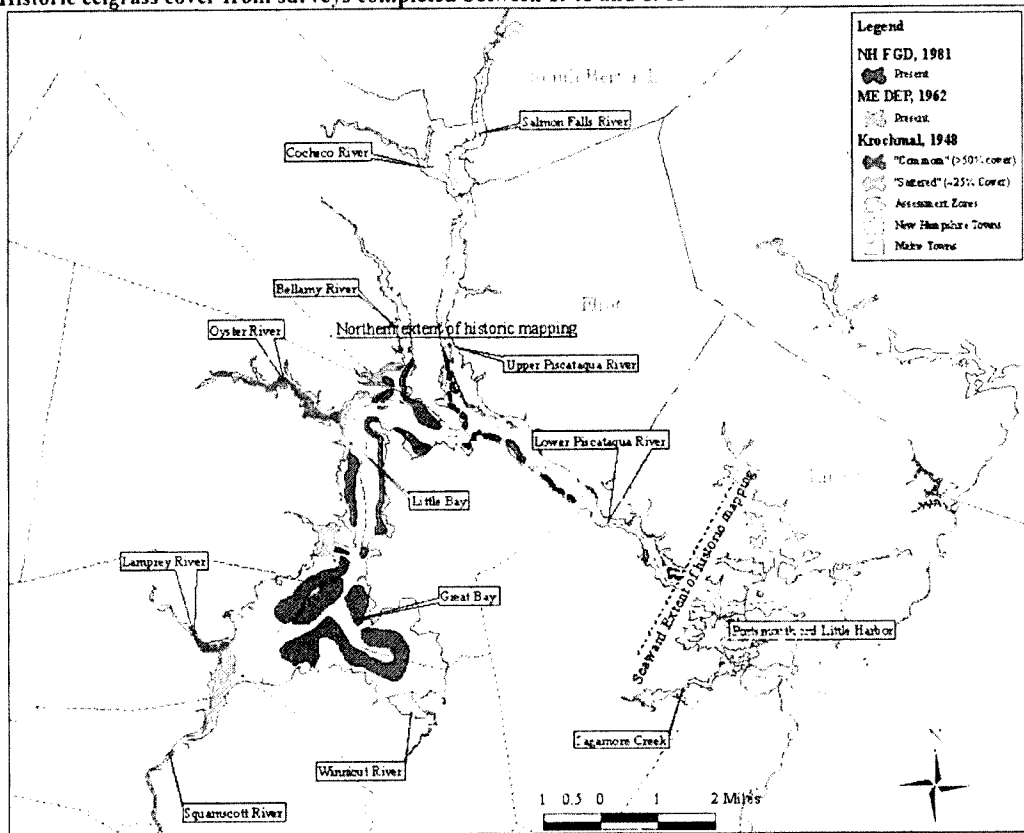 Historic eelgrass cover from surveys completed between
Legend
NH FGD, 1981
Present
ME DEP, 1962
Present
Krochmal, 1948
"Common" (>50% cover)
"Scattered" (~25% Cover)
Assessment Zones
New Hampshire Towns
Maine Towns
South Berwick
Salmon Falls River
Cocheco River
Bellamy River
Eliot
Oyster River
Northern extent of historic mapping
Upper Piscataqua River
Lower Piscataqua River
Little Bay
Seaward Extent of historic mapping
Lamprey River
Great Bay
Portsmouth and Little Harbor
Sagamore Creek
Winnicut River
Squamscott River
N
1 0.5 0 1 2 Miles